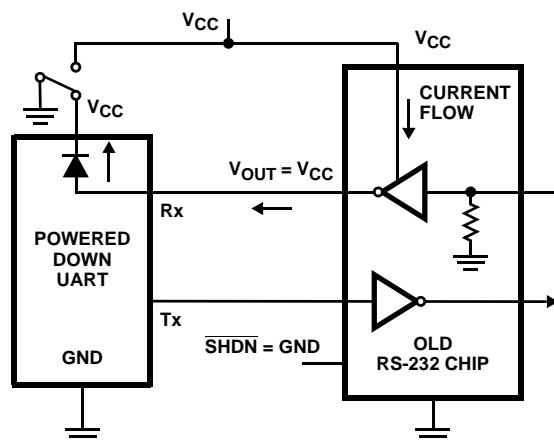 VCC
VCC
VCC
CURRENT
FLOW
VOUT = VCC
Rx
POWERED
DOWN
UART
Tx
GND
SHDN = GND
OLD
RS-232 CHIP